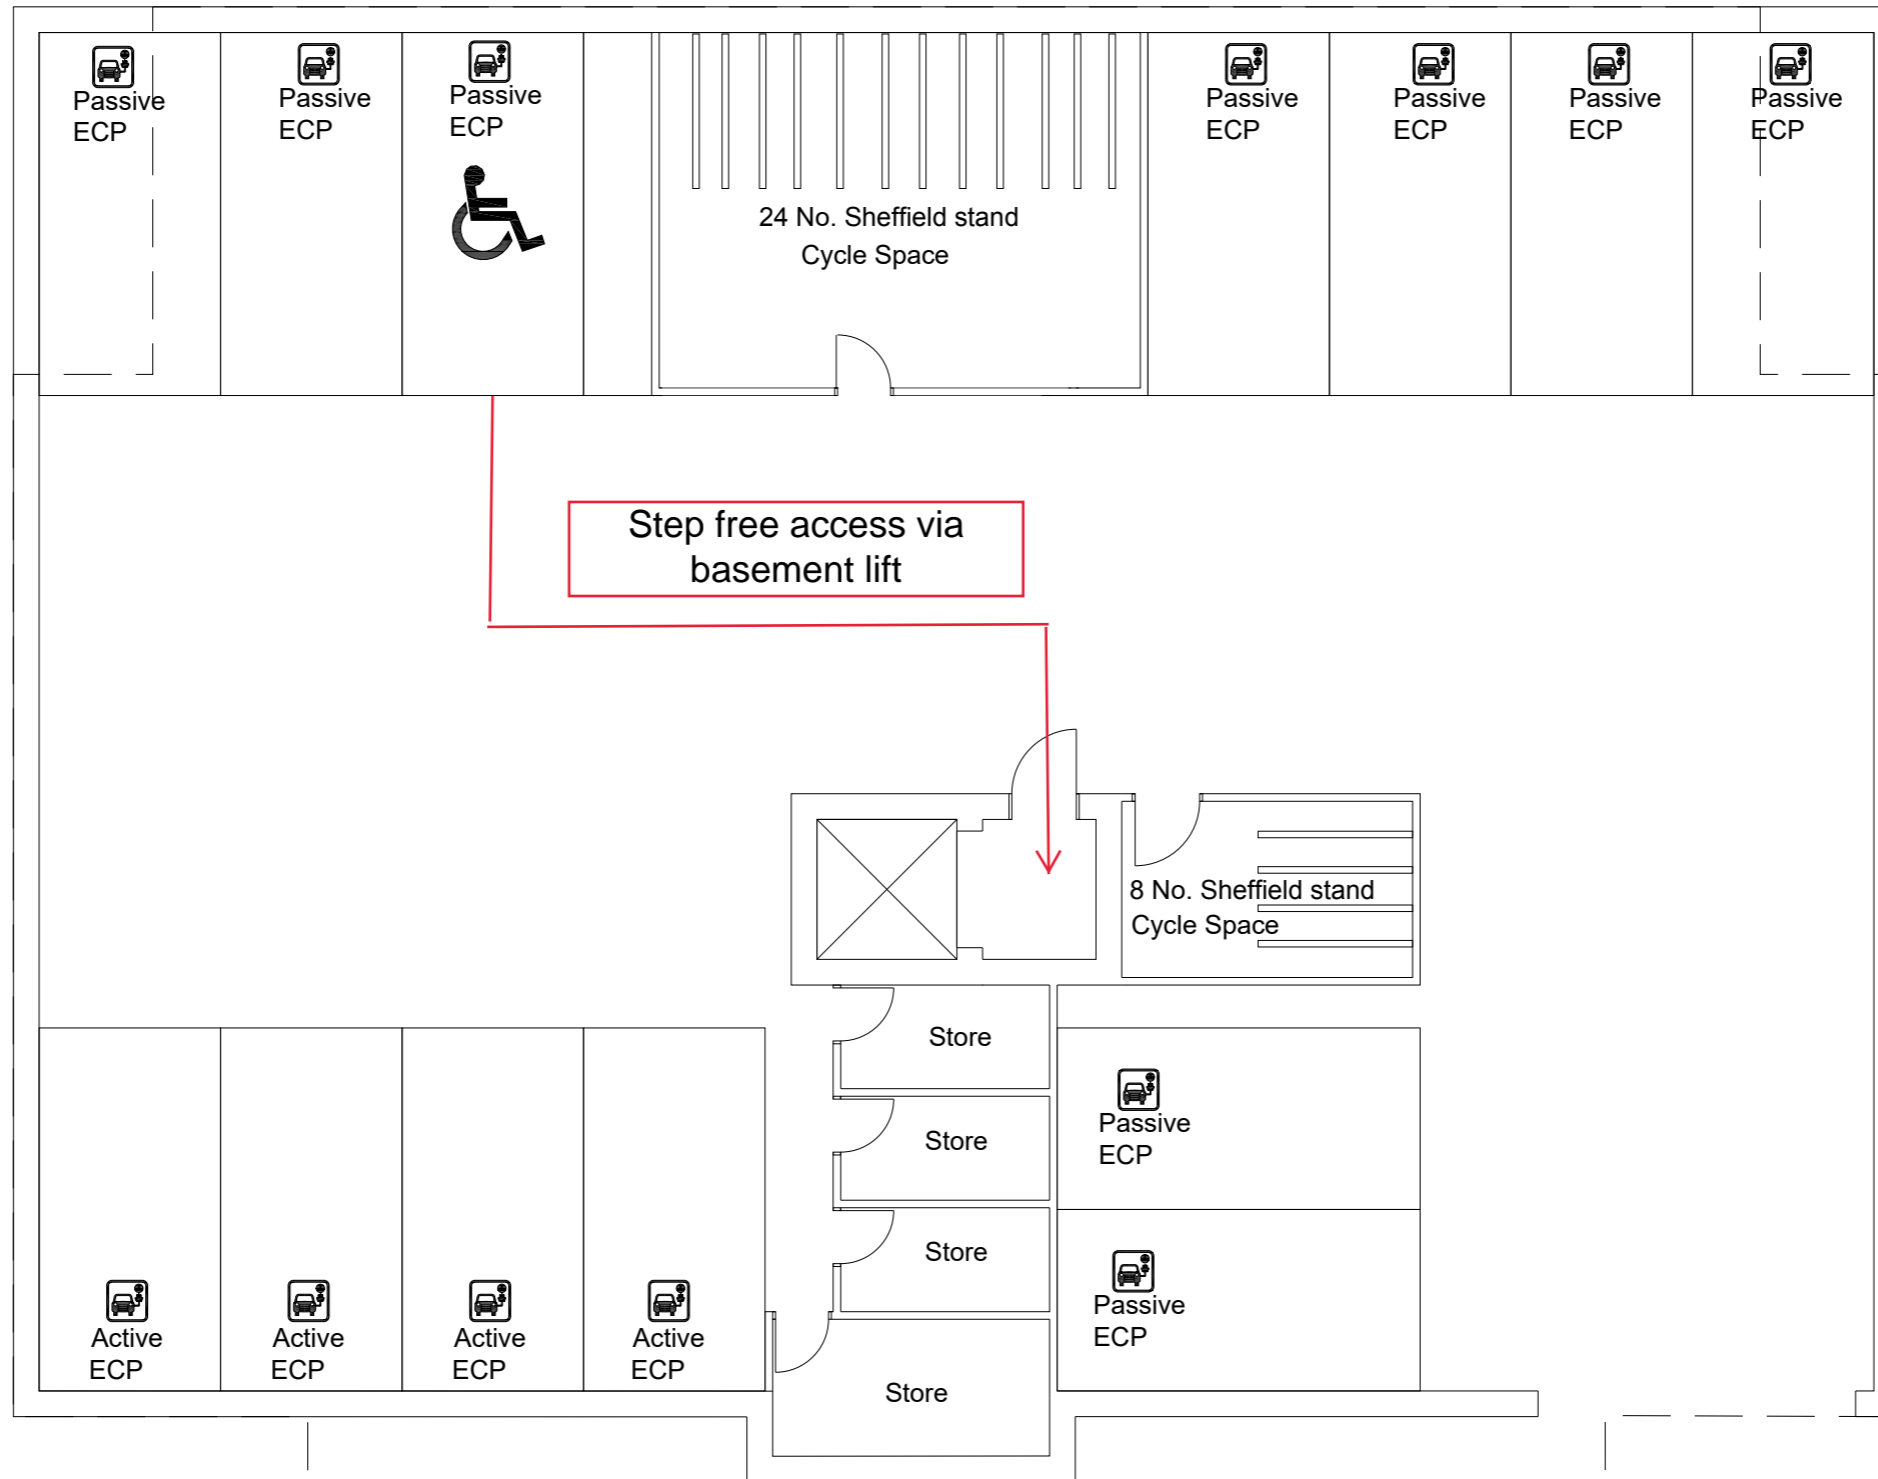 Passive
ECP
Passive
ECP
Passive
ECP
Passive
ECP
Passive
ECP
Passive
ECP
Passive
ECP
24 No. Sheffield stand
Cycle Space
Step free access via
basement lift
8 No. Sheffield stand
Cycle Space
Store
Store
Store
Store
Passive
ECP
Passive
ECP
Active
ECP
Active
ECP
Active
ECP
Active
ECP